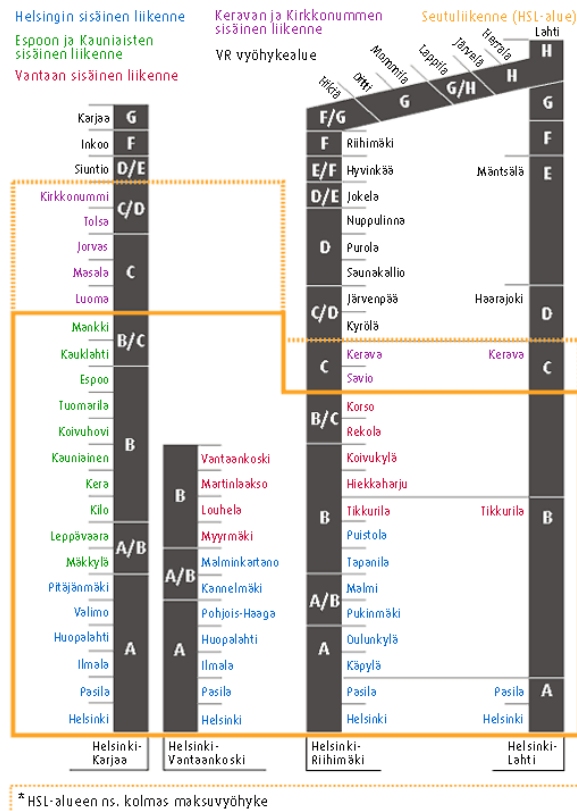 Helsingin sisäinen liikenne
Espoon ja Kauniaisten
sisäinen liikenne
Vantaan sisäinen liikenne
Keravan ja Kirkkonummen
sisäinen liikenne
VR vyöhykealue
Seutuliikenne (HSL-alue)
Karjaa
Inkoo
Siuntio
Kirkkonummi
Tolsa
Jorvas
Masala
Luoma
Mankki
Kauklahti
Espoo
Tuomarila
Koivuhovi
Kauniainen
Kera
Kilo
Leppävaara
Mäkkylä
Pitäjänmäki
Valimo
Huopalahti
Ilmala
Pasila
Helsinki
G
F
D/E
C/D
C
B/C
B
A/B
A
Helsinki-
Karjaa
B
A/B
A
Vantaankoski
Martinlaakso
Louhela
Myyrmäki
Malminkartano
Kannelmäki
Pohjois-Haaga
Huopalahti
Ilmala
Pasila
Helsinki
Helsinki-
Vantaankoski
Hikiä
Oitti
Mommila
Lappila
Järvelä
Herrala
Lahti
F/G
G
G/H
H
H
F
E/F
D/E
D
C/D
C
B/C
B
A/B
A
Riihimäki
Hyvinkää
Jokela
Nuppulinna
Purola
Saunakallio
Järvenpää
Kyrölä
Kerava
Savio
Korso
Rekola
Koivukylä
Hiekkaharju
Tikkurila
Puistola
Tapanila
Malmi
Pukinmäki
Oulunkylä
Käpylä
Pasila
Helsinki
Helsinki-
Riihimäki
Mäntsälä
Haarajoki
Kerava
Tikkurila
Pasila
Helsinki
G
F
E
D
C
B
A
Helsinki-
Lahti
*HSL-alueen ns. kolmas maksuvyöhyke